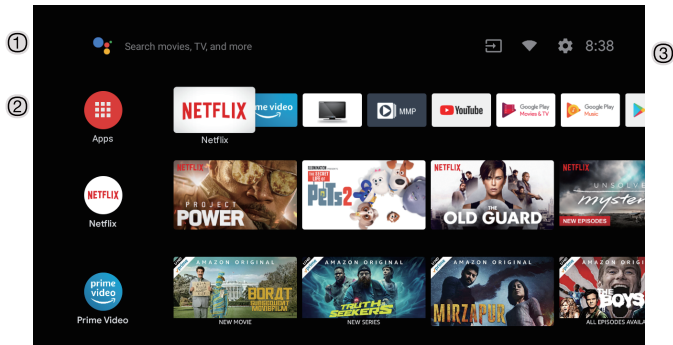 ①
Search movies, TV, and more
8:38
③
②
NETFLIX
me video
MMP
YouTube
Google Play
Movies & TV
Google Play
Music
Apps
Netflix
NETFLIX
PROJECT
POWER
ILLUMINATION
THE SECRET
LIFE OF
PETS 2
NETFLIX
THE
OLD GUARD
NETFLIX
UNSOLVE
myster
NEW EPISODES
NETFLIX
Netflix
prime
video
Prime Video
AMAZON ORIGINAL
BORAT
SUBSEQUENT
MOVIEFILM
NEW MOVIE
AMAZON ORIGINAL
TRUTH
SEEKERS
NEW SERIES
AMAZON ORIGINAL
MIRZAPUR
AMAZON ORIGI
THE
BOYS
ALL EPISODES AVAILA